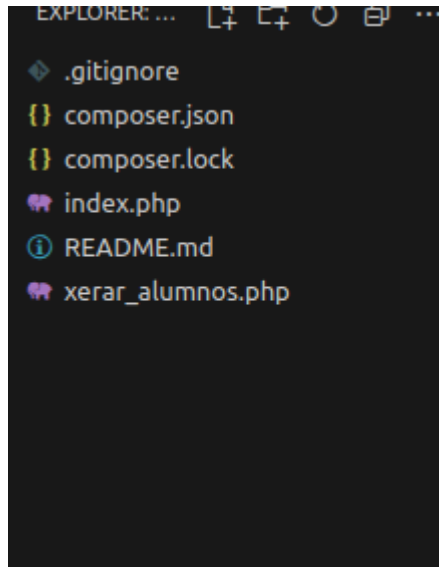 EXPLORER: ...
.gitignore
composer.json
composer.lock
index.php
README.md
xerar_alumnos.php